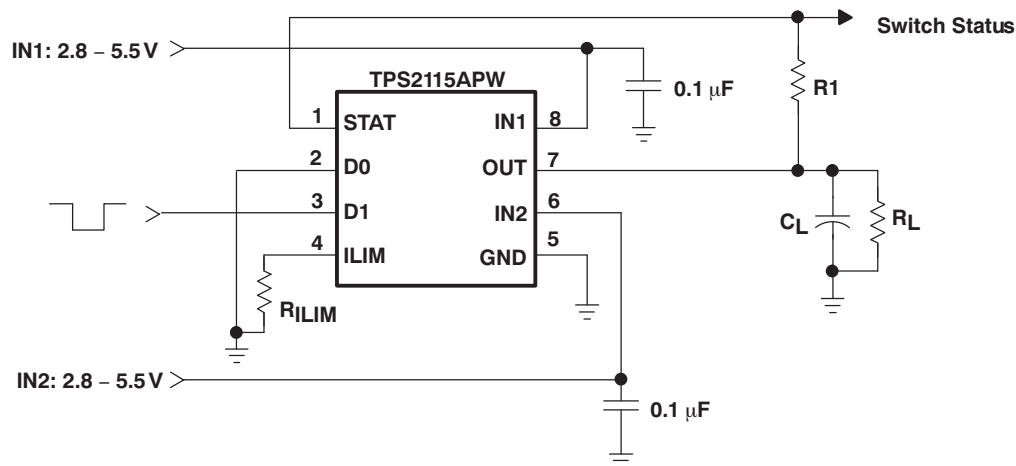 Switch Status
IN1: 2.8 – 5.5 V
TPS2115APW
0.1 μF
R1
1 STAT IN1 8
2 D0 OUT 7
3 D1 IN2 6
4 ILIM GND 5
CL
RL
RILIM
IN2: 2.8 – 5.5 V
0.1 μF